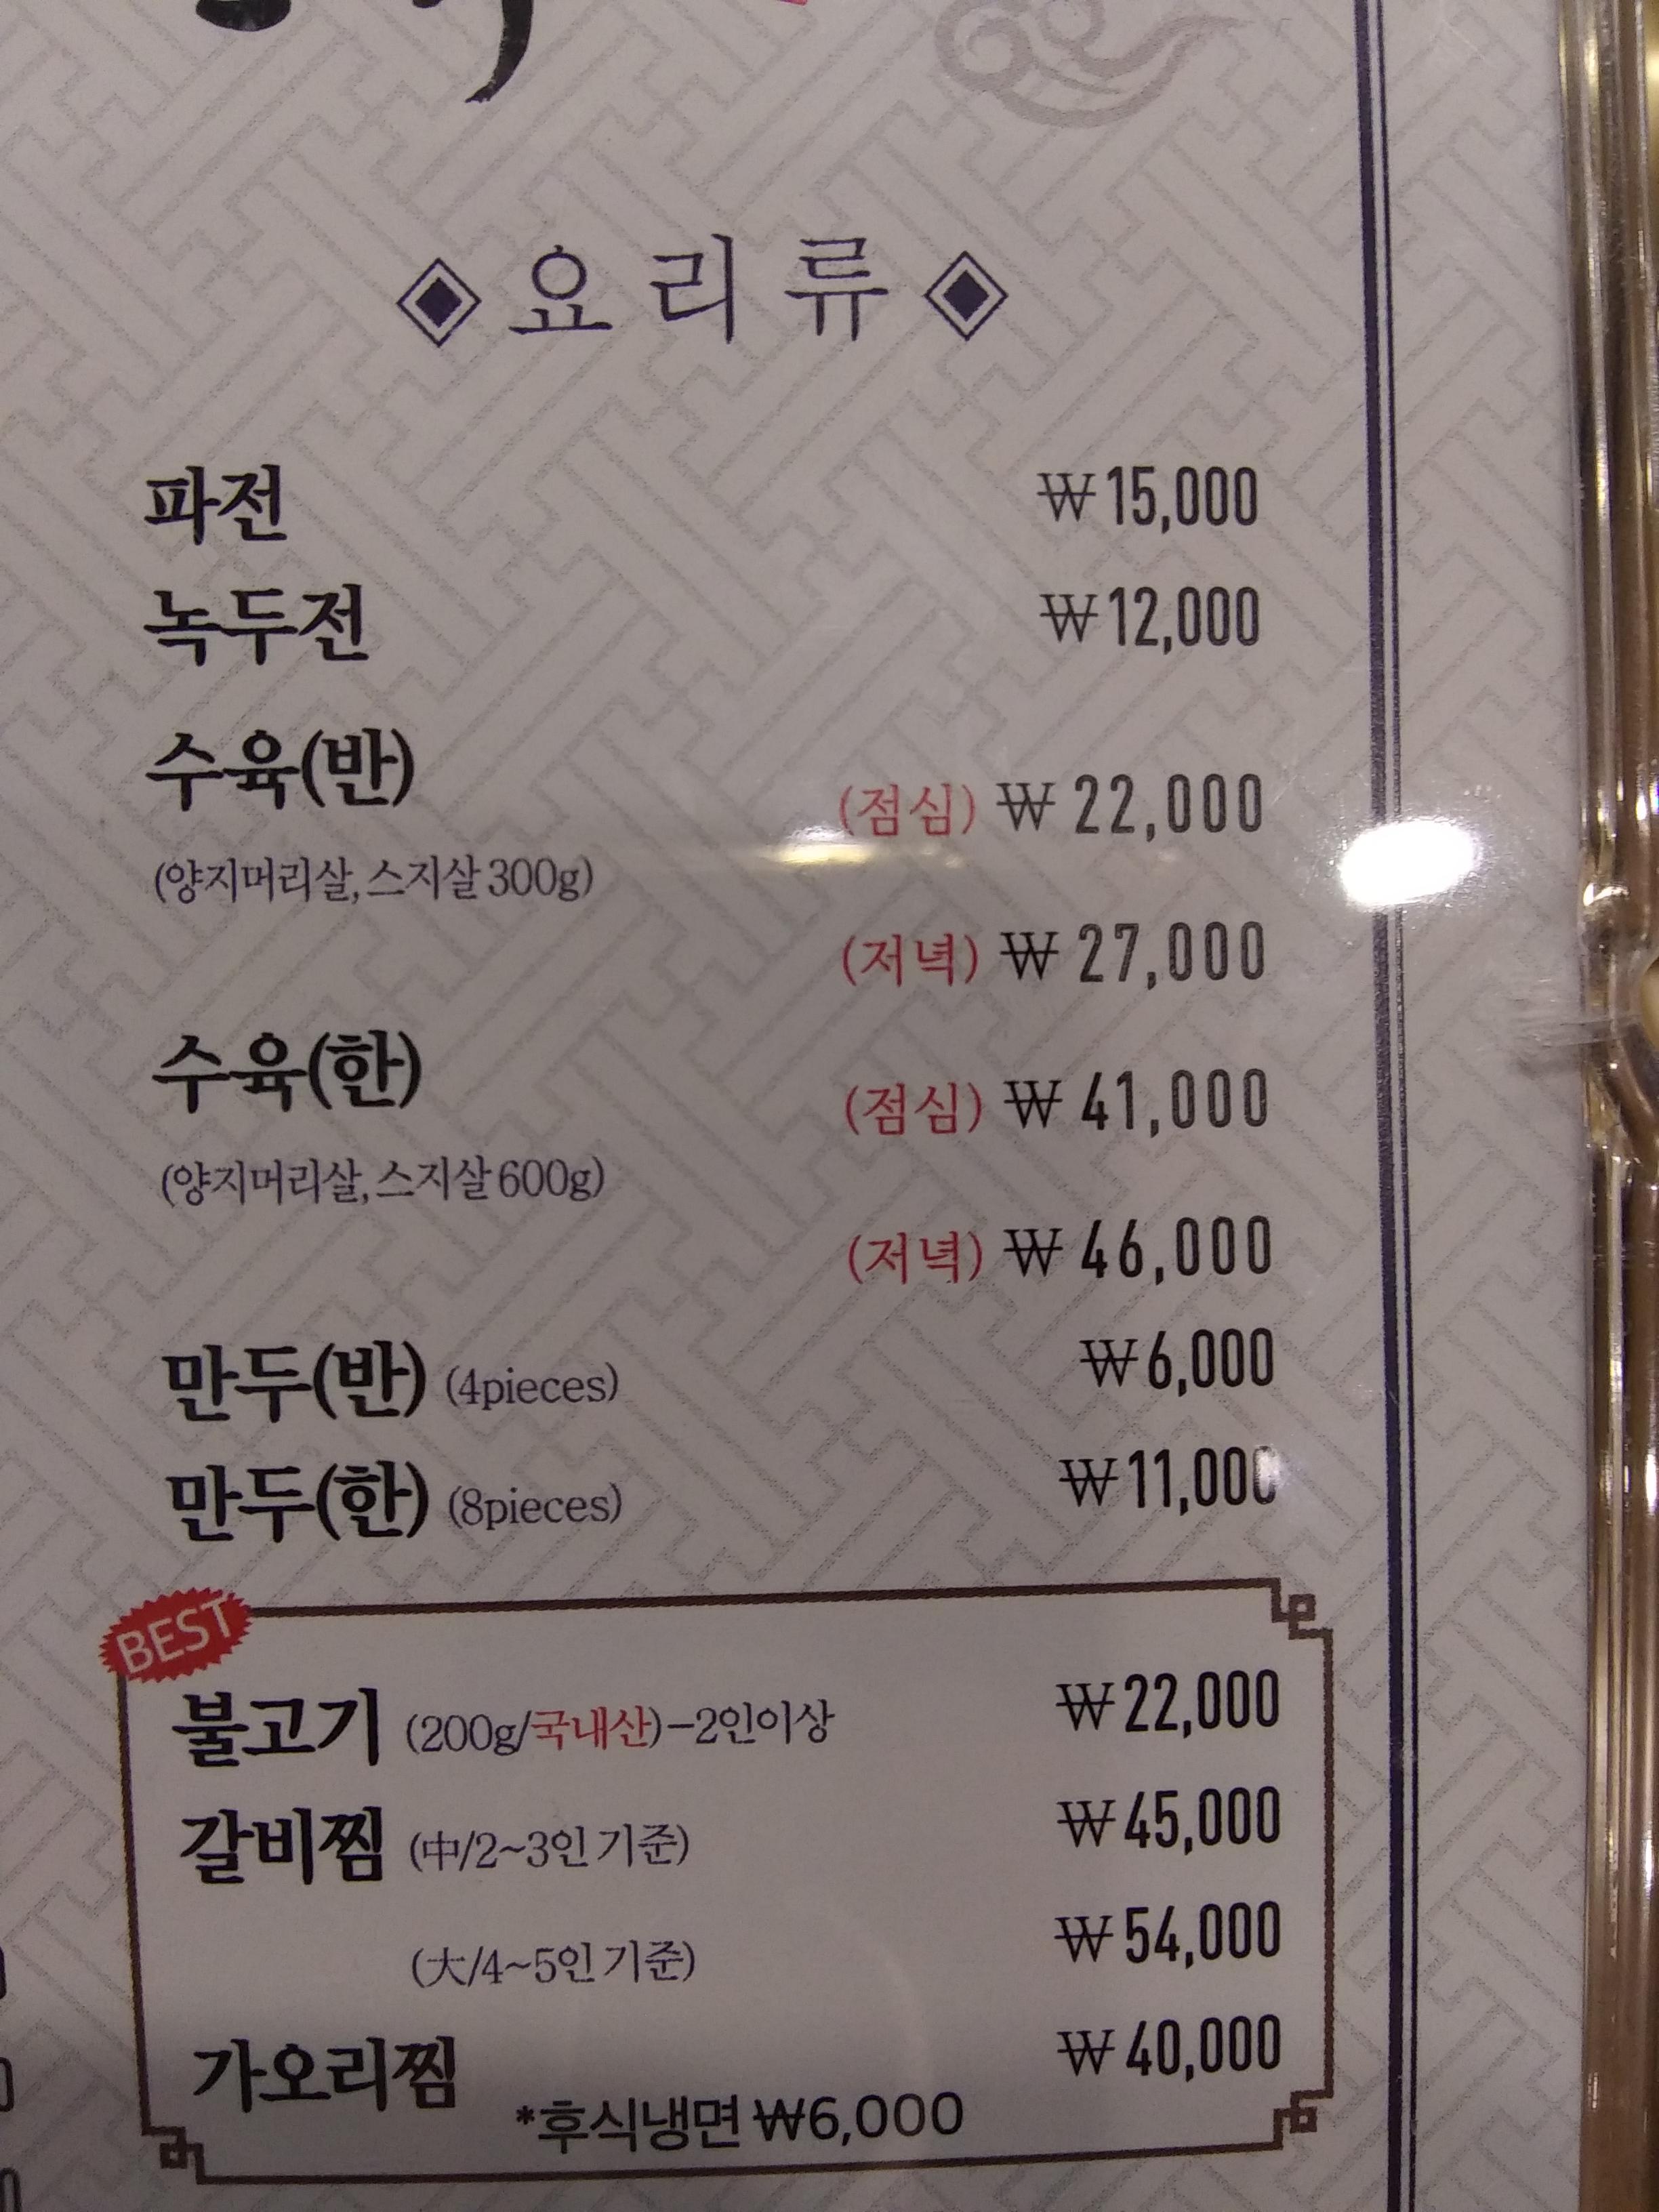 요리류
파전 ₩15,000
녹두전 ₩12,000
수육(반)
(점심) ₩22,000
(양지머리살, 스지살 300g)
(저녁) ₩27,000
수육(한)
(점심) ₩41,000
(양지머리살, 스지살 600g)
(저녁) ₩46,000
만두(반) (4pieces) ₩6,000
만두(한) (8pieces) ₩11,000
BEST
불고기 (200g/국내산)-2인이상 ₩22,000
갈비찜 (中/2~3인 기준) ₩45,000
(大/4~5인 기준) ₩54,000
가오리찜 ₩40,000
*후식냉면 ₩6,000